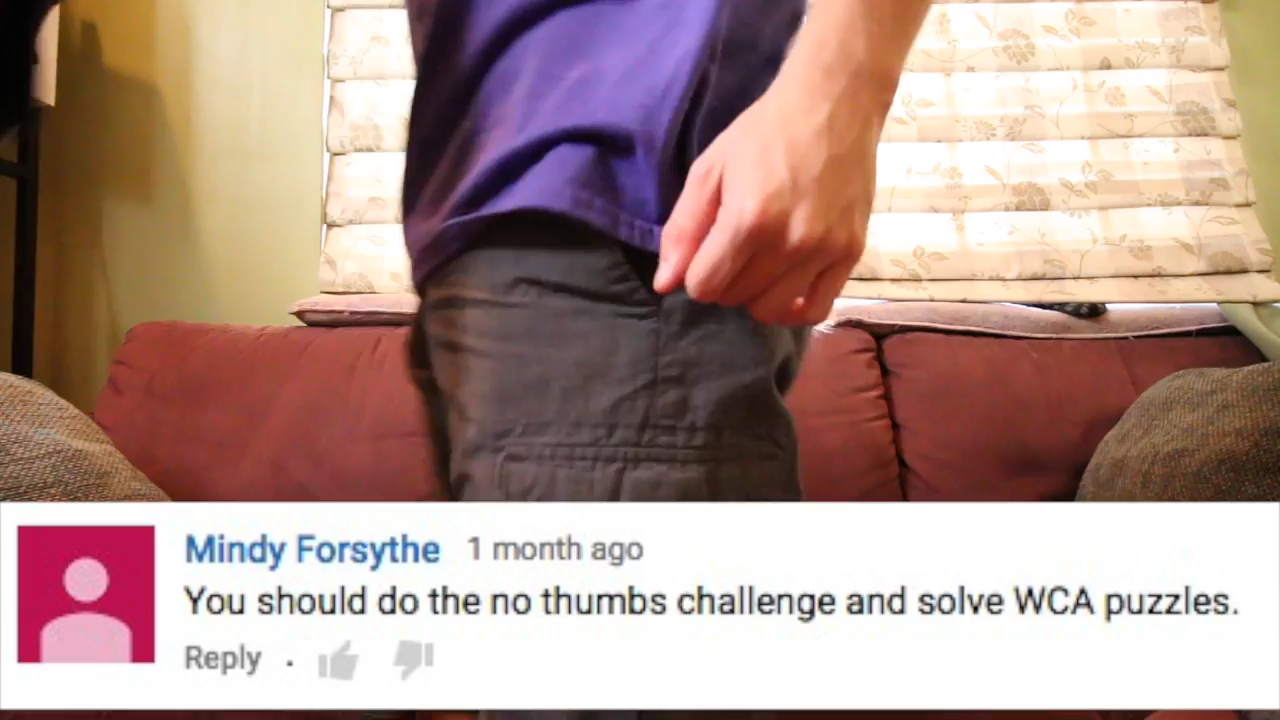 Mindy Forsythe 1 month ago
You should do the no thumbs challenge and solve WCA puzzles.
Reply .